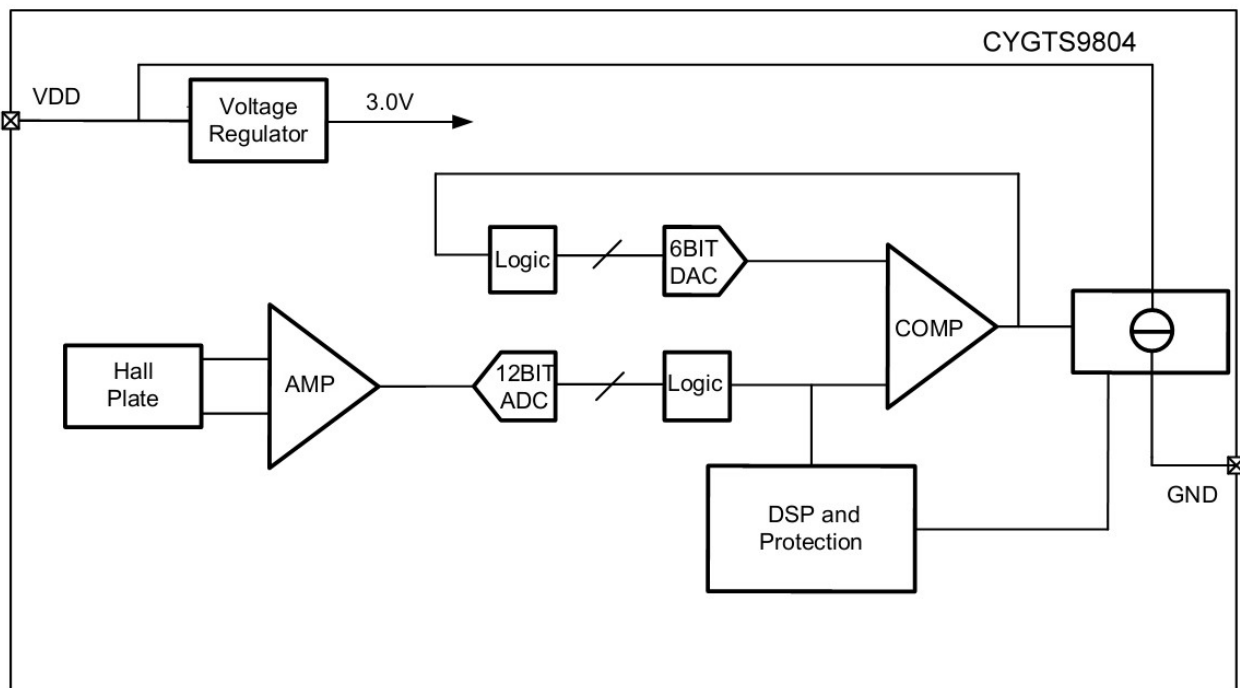 CYGTS9804
VDD
Voltage
Regulator
3.0V
Logic
6BIT
DAC
COMP
Hall
Plate
AMP
12BIT
ADC
Logic
DSP and
Protection
GND